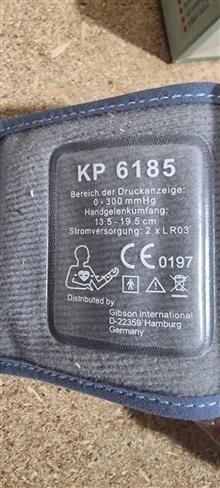 KP 6185
Bereich der Druckanzeige:
0 - 300 mmHg
Handgelenkumfang:
13.5 - 19.5 cm
Stromversorgung: 2 x LR03
CE 0197
Distributed by
Gibson International
D-22359 Hamburg
Germany